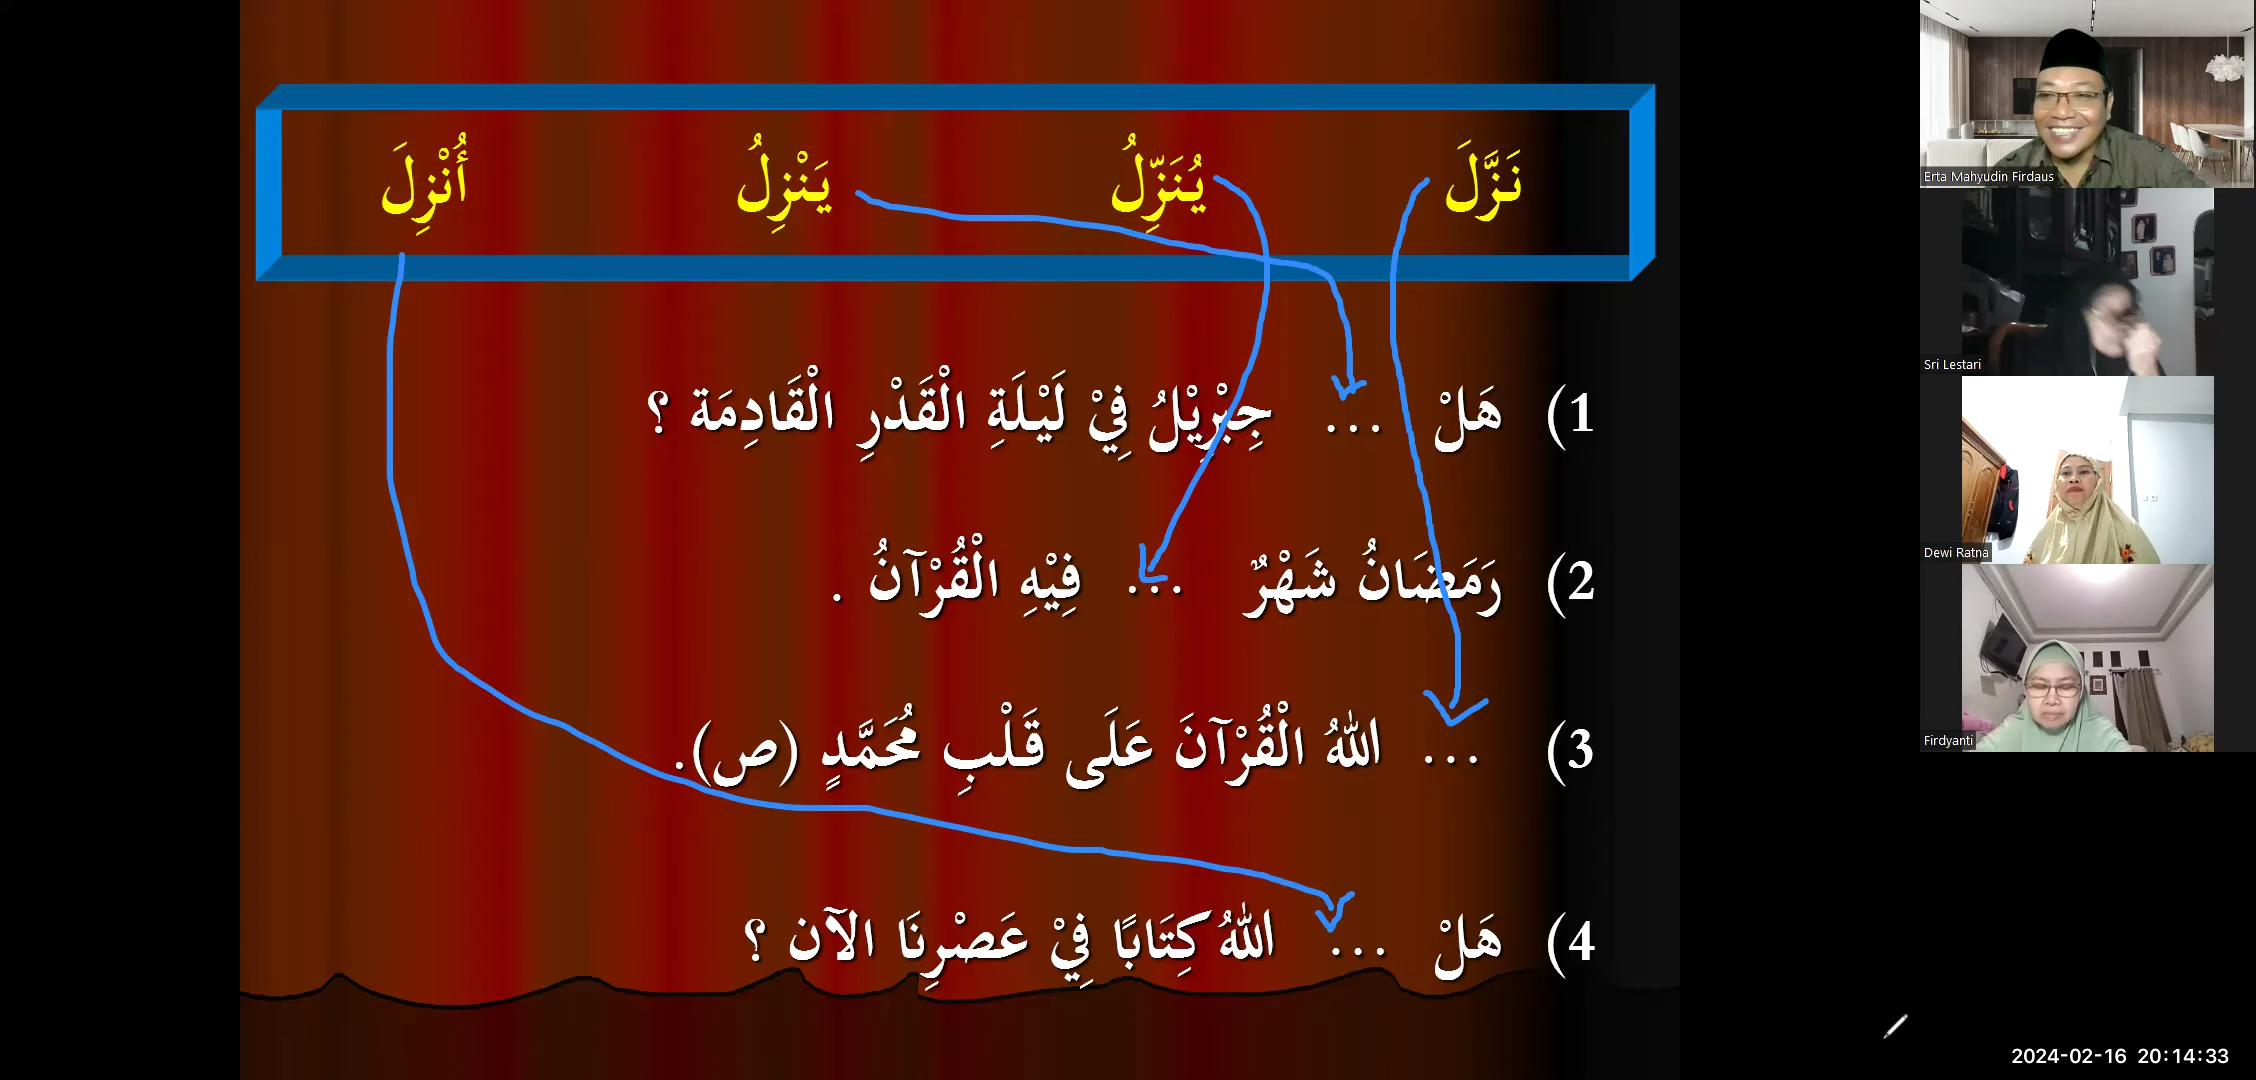 نَزَّلَ يُنَزِّلُ يَنْزِلُ أُنْزِلَ
1) هَلْ ... جِبْرِيْلُ فِيْ لَيْلَةِ الْقَدْرِ الْقَادِمَة ؟
2) رَمَضَانُ شَهْرٌ ... فِيْهِ الْقُرْآنُ .
3) ... اللهُ الْقُرْآنَ عَلَى قَلْبِ مُحَمَّدٍ (ص).
4) هَلْ ... اللهُ كِتَابًا فِيْ عَصْرِنَا الآن ؟
Erta Mahyudin Firdaus
Sri Lestari
Dewi Ratna
Firdyanti
2024-02-16 20:14:33